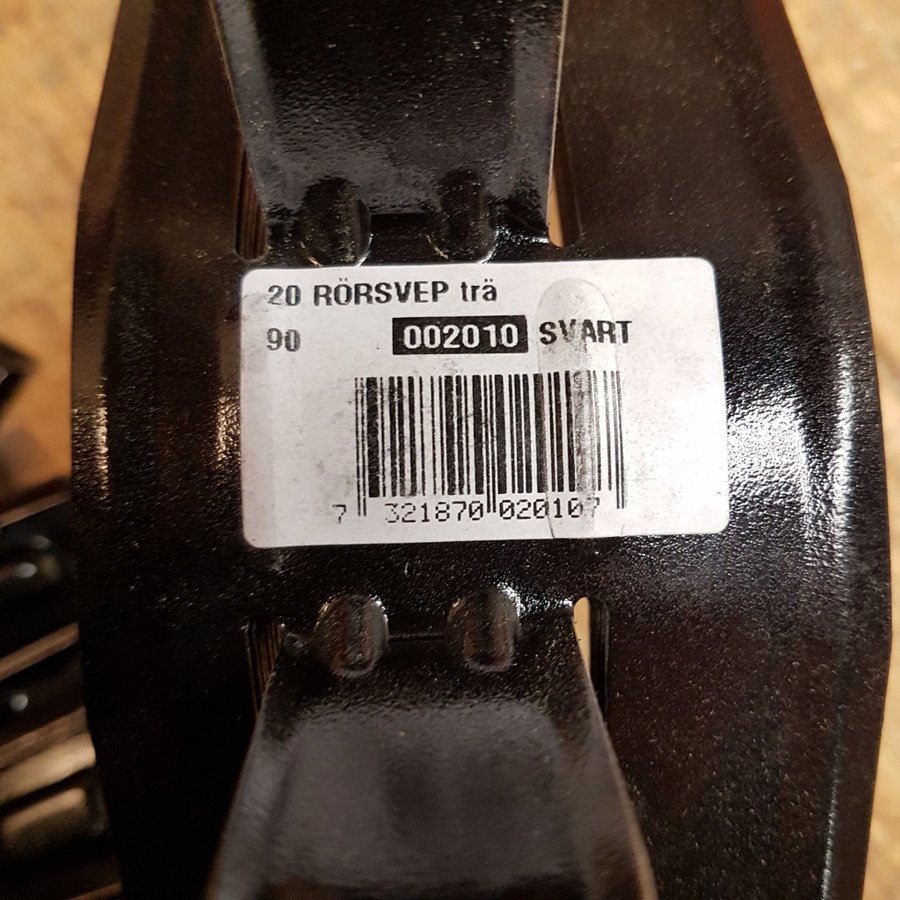 20 RÖRSVEP trä
90 002010 SVART
7 321870 020107